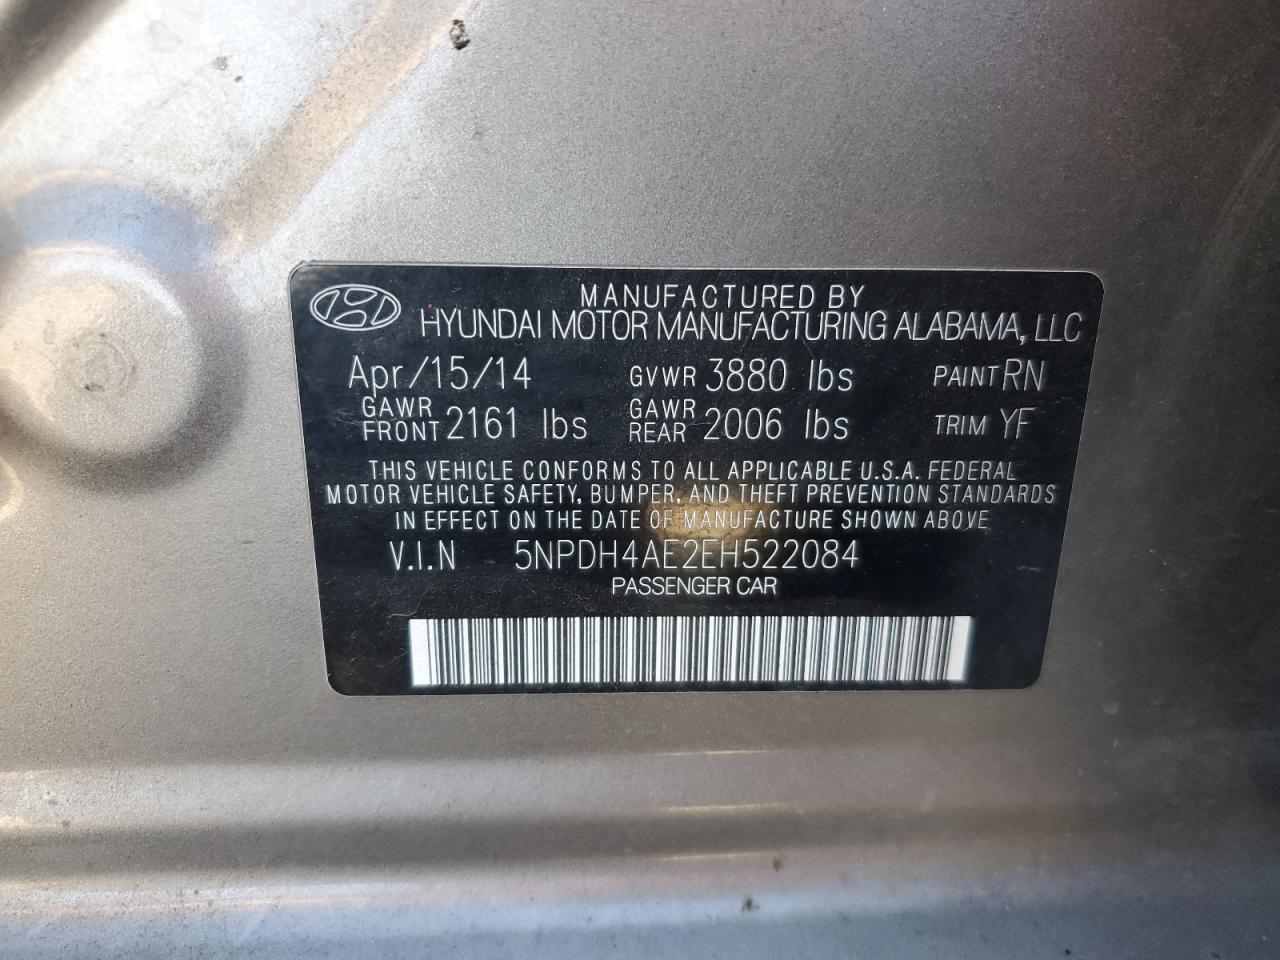 MANUFACTURED BY
HYUNDAI MOTOR MANUFACTURING ALABAMA, LLC
Apr/15/14 GVWR 3880 lbs PAINT RN
GAWR FRONT 2161 lbs GAWR REAR 2006 lbs TRIM YF
THIS VEHICLE CONFORMS TO ALL APPLICABLE U.S.A. FEDERAL
MOTOR VEHICLE SAFETY, BUMPER, AND THEFT PREVENTION STANDARDS
IN EFFECT ON THE DATE OF MANUFACTURE SHOWN ABOVE
V.I.N 5NPDH4AE2EH522084
PASSENGER CAR